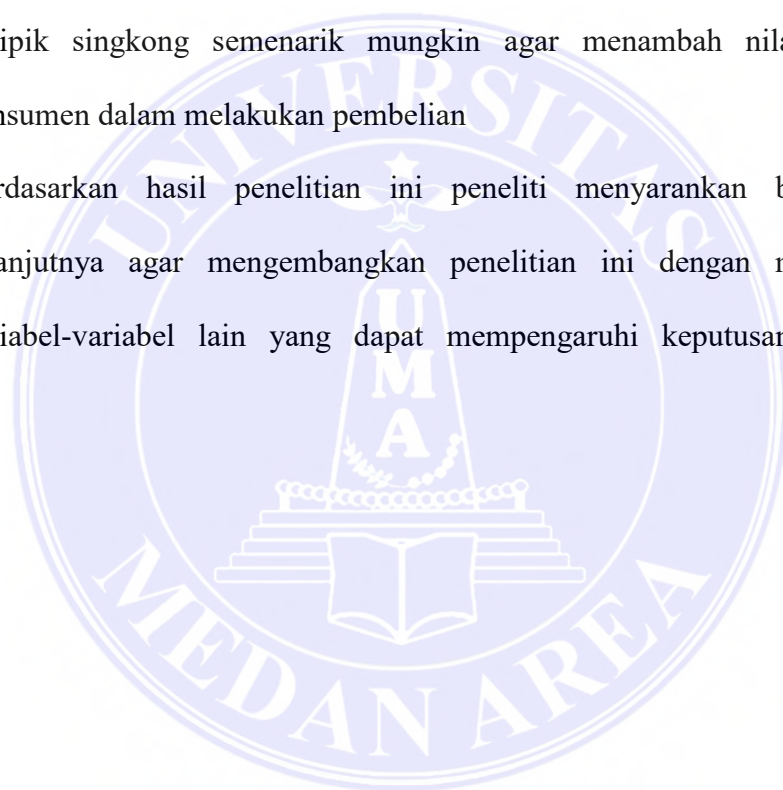 ipik singkong semenarik mungkin agar menambah nila
nsumen dalam melakukan pembelian
rdasarkan hasil penelitian ini peneliti menyarankan b
anjutnya agar mengembangkan penelitian ini dengan m
iabel-variabel lain yang dapat mempengaruhi keputusan
UNIVERSITAS
U
M
A
MEDAN AREA